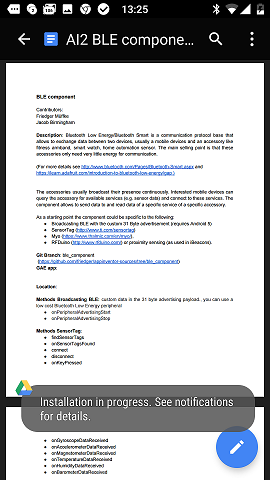 13:25
AI2 BLE compone...
BLE component
Contributors:
Friedger Müffke
Jacob Birmingham
Description: Bluetooth Low Energy/Bluetooth Smart is a communication protocol base that
allows to exchange data between two devices, usually a mobile devices and an accessory like
fitness armband, smart watch, home automation sensor. The main selling point is that these
accessories only need very little energy for communication.
(For more details see http://www.bluetooth.com/Pages/Bluetooth-Smart.aspx and
https://learn.adafruit.com/introduction-to-bluetooth-low-energy/gap )
The accessories usually broadcast their presence continously. Interested mobile devices can
query the accessory for available services (e.g. sensor data) and connect to these services. The
component allows to send data to and read data of a specific service of a specific accessory.
As a starting point the component could be specific to the following:
● Broadcasting BLE with the custom 31 Byte advertisement (requires Android 5)
● SensorTag (http://www.ti.com/sensortag)
● Myo (https://www.thalmic.com/en/myo/),
● RFDuino (http://www.rfduino.com/) or proximity sensing (as used in iBeacons).
Git Branch: ble_component
(https://github.com/friedger/appinventor-sources/tree/ble_component)
GAE app:
Location:
Methods Broadcasting BLE: custom data is the 31 byte advertising payload...you can use a
low cost Bluetooth Low Energy peripheral
● onPeripheralAdvertisingStart
● onPeripheralAdvertisingStop
Methods SensorTag:
● findSensorTags
● onSensorTagsFound
● connect
● disconnect
● onKeyPressed
Installation in progress. See notifications
for details.
● onGyroscopeDataReceived
● onAccelerometerDataReceived
● onMagnetometerDataReceived
● onTemperatureDataReceived
● onHumidityDataReceived
● onBarometerDataReceived